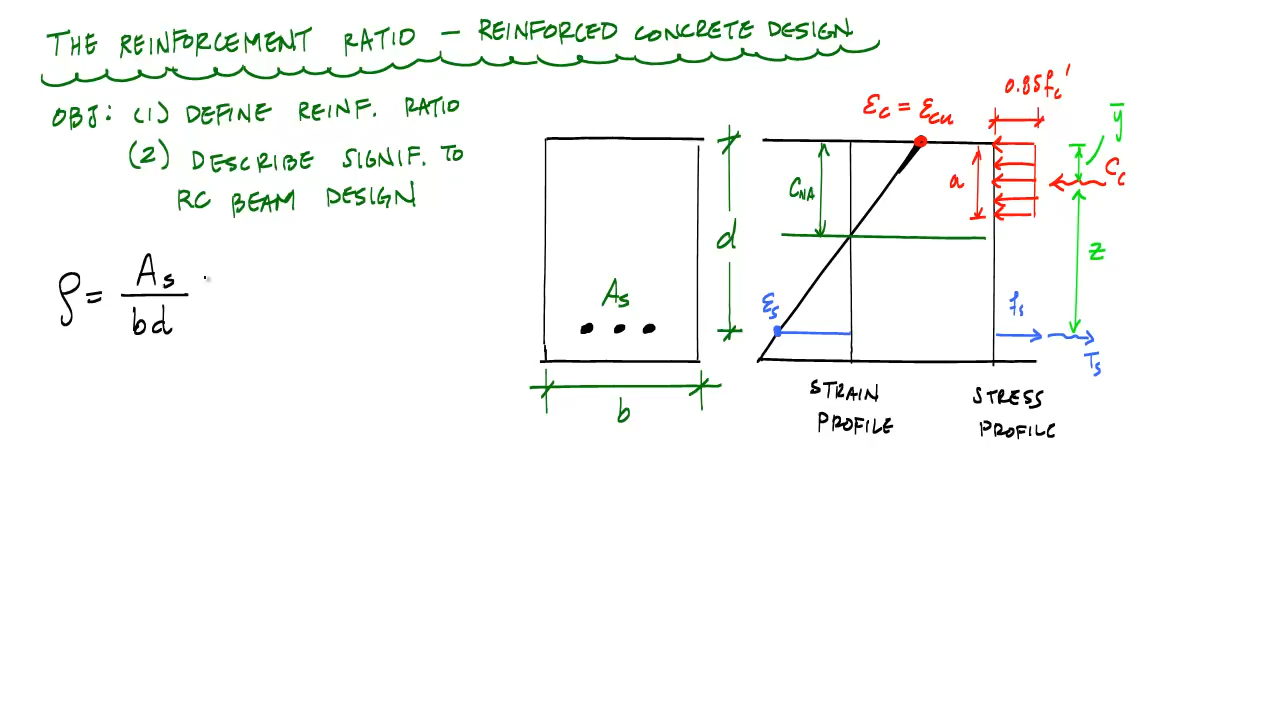 THE REINFORCEMENT RATIO – REINFORCED CONCRETE DESIGN
OBJ: (1) DEFINE REINF. RATIO
(2) DESCRIBE SIGNIF. TO
RC BEAM DESIGN
ρ = As / bd
As
b
d
εc = εcu
CNA
εs
STRAIN
PROFILE
0.85fc'
a
ȳ
Cc
z
fs
Ts
STRESS
PROFILE